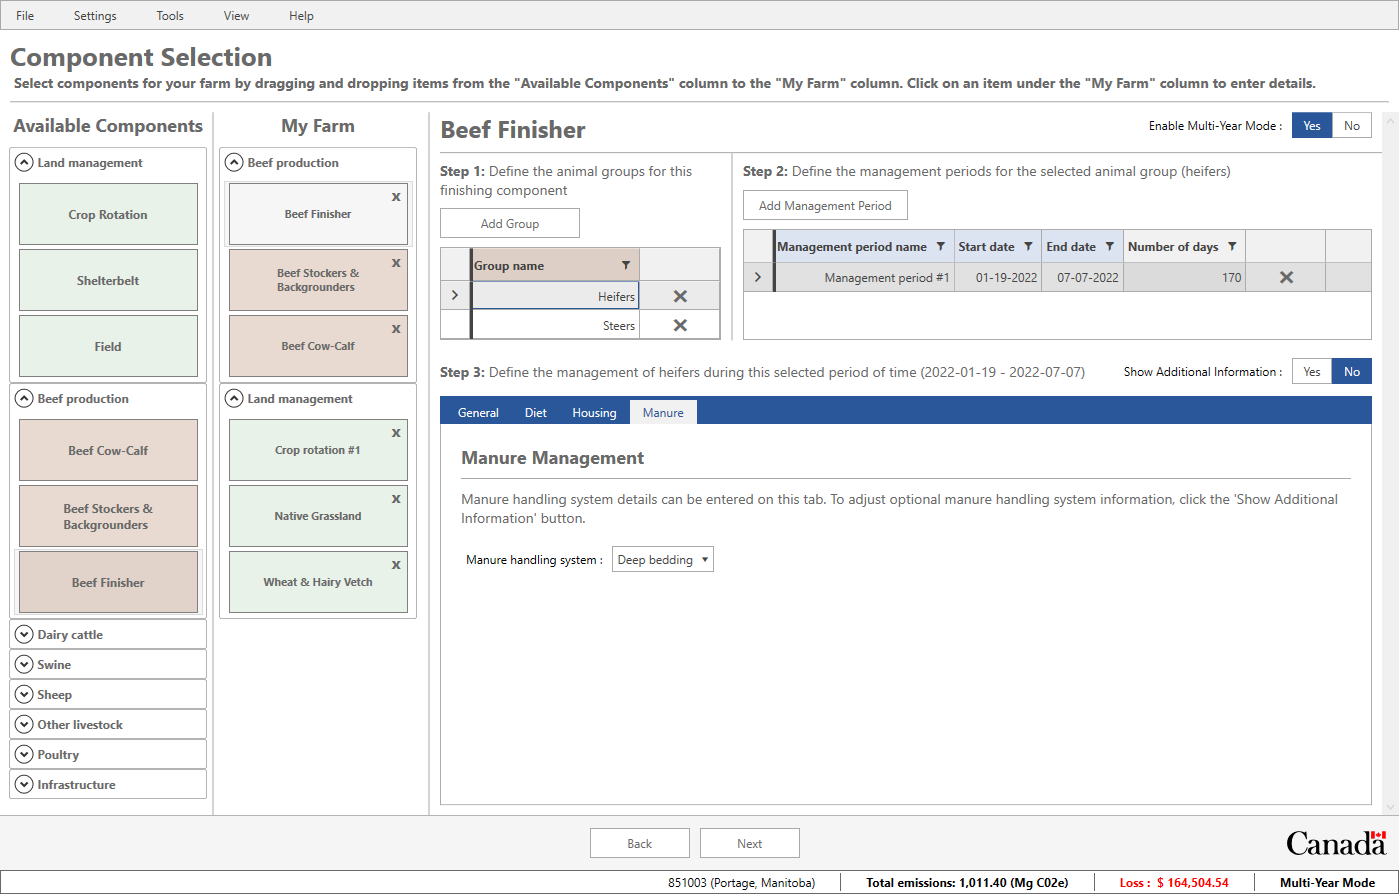 File Settings Tools View Help
Component Selection
Select components for your farm by dragging and dropping items from the "Available Components" column to the "My Farm" column. Click on an item under the "My Farm" column to enter details.
Available Components
Land management
Crop Rotation
Shelterbelt
Field
Beef production
Beef Cow-Calf
Beef Stockers &
Backgrounders
Beef Finisher
Dairy cattle
Swine
Sheep
Other livestock
Poultry
Infrastructure
My Farm
Beef production
x
Beef Finisher
x
Beef Stockers &
Backgrounders
x
Beef Cow-Calf
Land management
x
Crop rotation #1
x
Native Grassland
x
Wheat & Hairy Vetch
Beef Finisher
Enable Multi-Year Mode : Yes No
Step 1: Define the animal groups for this
finishing component
Add Group
Group name
Heifers
Steers
Step 2: Define the management periods for the selected animal group (heifers)
Add Management Period
Management period name Start date End date Number of days
Management period #1 01-19-2022 07-07-2022 170
Step 3: Define the management of heifers during this selected period of time (2022-01-19 - 2022-07-07)
Show Additional Information : Yes No
General Diet Housing Manure
Manure Management
Manure handling system details can be entered on this tab. To adjust optional manure handling system information, click the 'Show Additional
Information' button.
Manure handling system : Deep bedding
Back Next
Canada
851003 (Portage, Manitoba) Total emissions: 1,011.40 (Mg C02e) Loss : $ 164,504.54 Multi-Year Mode